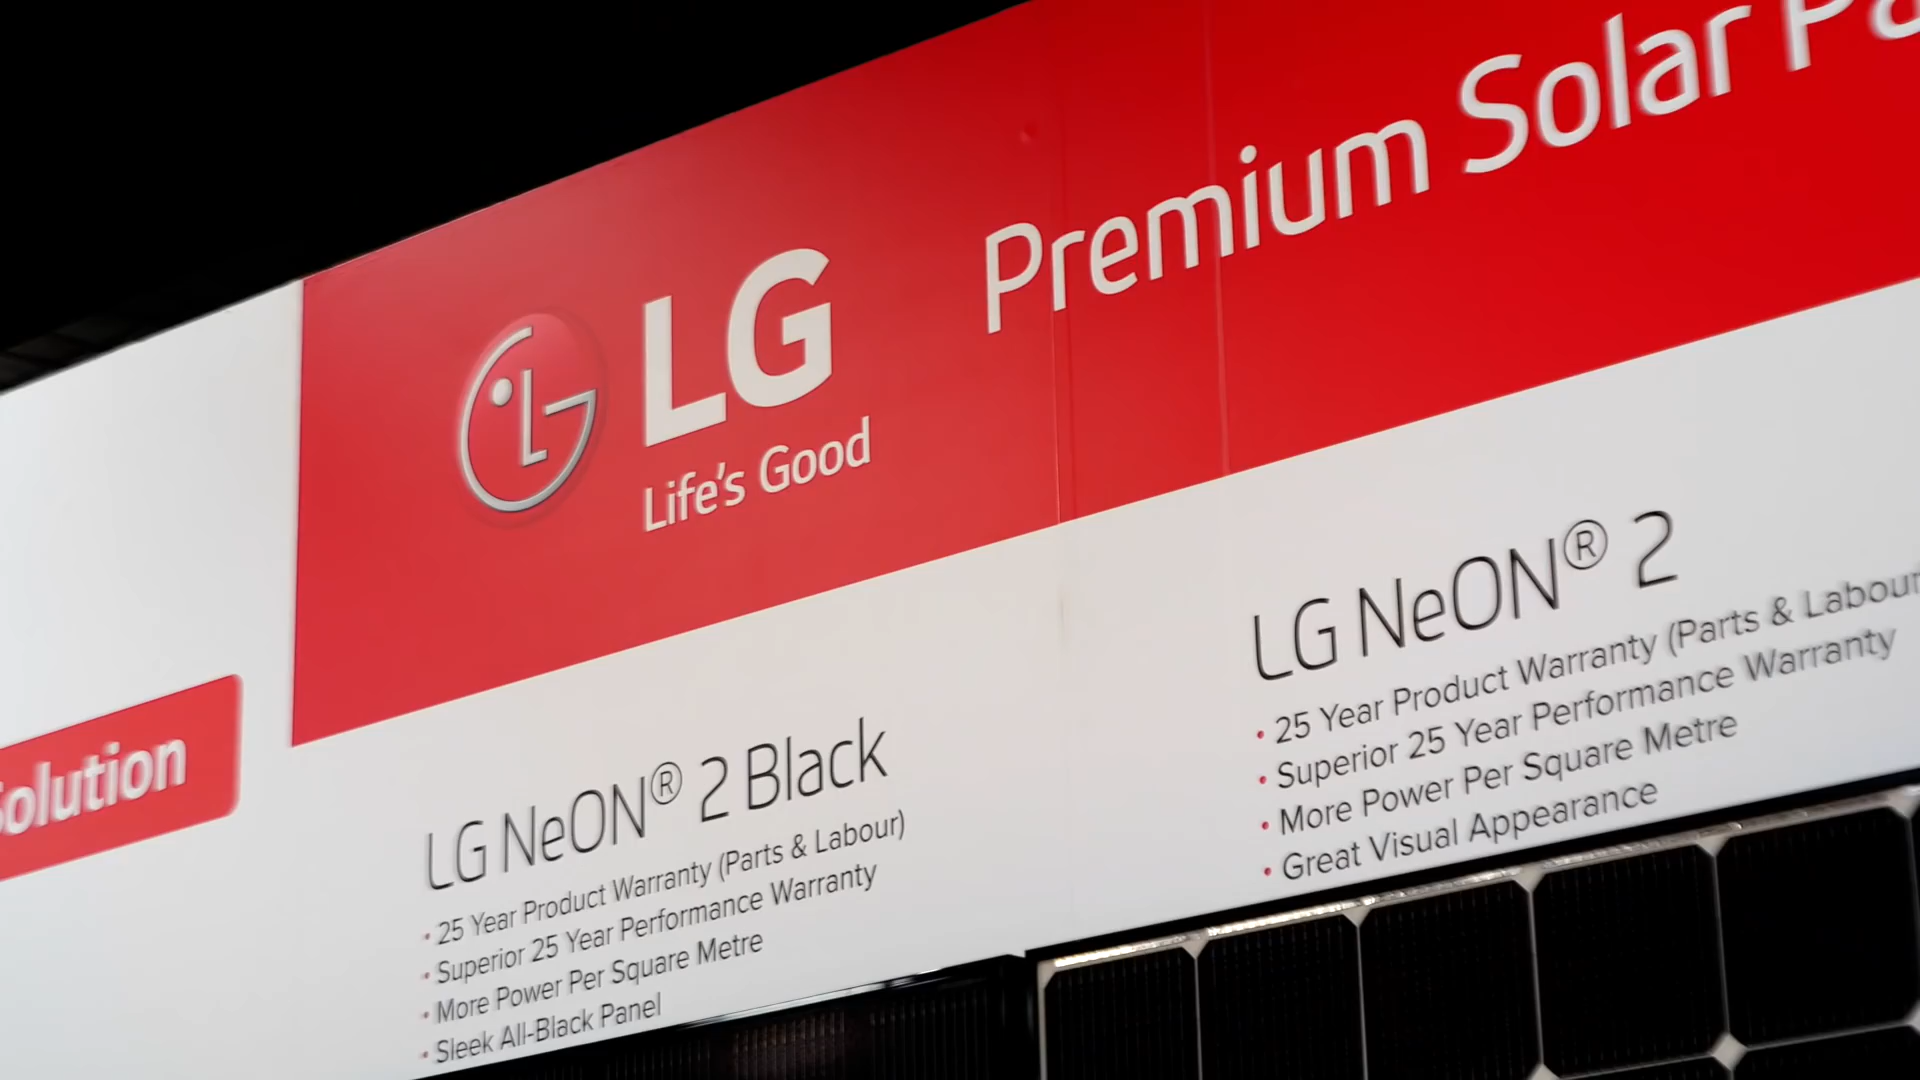 LG
Life's Good
Premium Solar
Solution
LG NeON® 2 Black
• 25 Year Product Warranty (Parts & Labour)
• Superior 25 Year Performance Warranty
• More Power Per Square Metre
• Sleek All-Black Panel
LG NeON® 2
• 25 Year Product Warranty (Parts & Labour
• Superior 25 Year Performance Warranty
• More Power Per Square Metre
• Great Visual Appearance